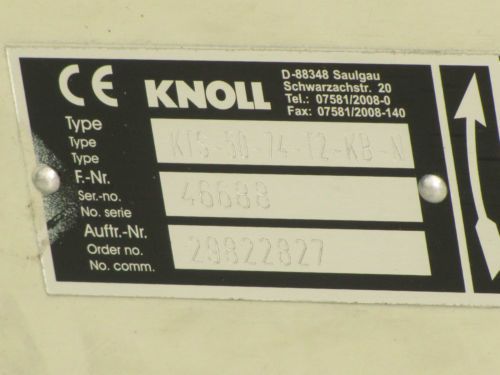 CE KNOLL
D-88348 Saulgau
Schwarzachstr. 20
Tel.: 07581/2008-0
Fax: 07581/2008-140
Type
Type
Type
KTS-50-74-T2-KB-N
F.-Nr.
Ser.-no.
No. serie
46688
Auftr.-Nr.
Order no.
No. comm.
29822827